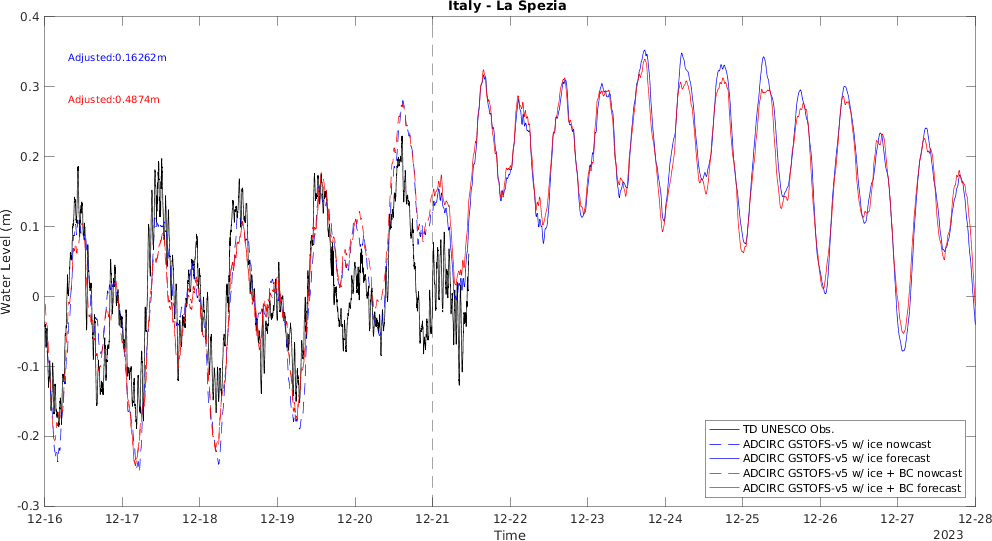 Italy - La Spezia
Adjusted:0.16262m
Adjusted:0.4874m
Water Level (m)
0.4
0.3
0.2
0.1
0
-0.1
-0.2
-0.3
TD UNESCO Obs.
ADCIRC GSTOFS-v5 w/ ice nowcast
ADCIRC GSTOFS-v5 w/ ice forecast
ADCIRC GSTOFS-v5 w/ ice + BC nowcast
ADCIRC GSTOFS-v5 w/ ice + BC forecast
12-16 12-17 12-18 12-19 12-20 12-21 12-22 12-23 12-24 12-25 12-26 12-27 12-28
Time
2023